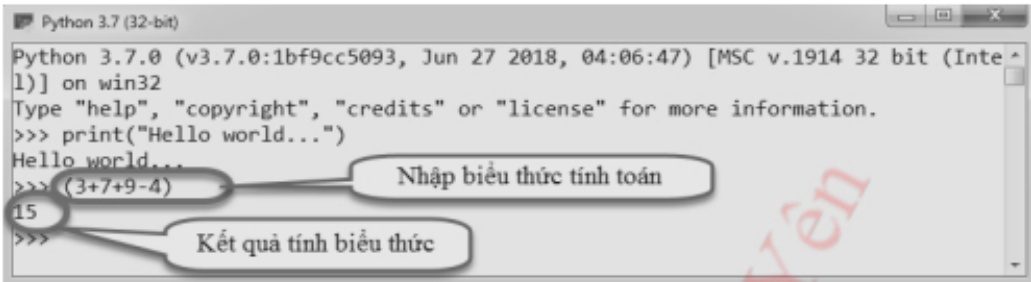 Python 3.7 (32-bit)
Python 3.7.0 (v3.7.0:1bf9cc5093, Jun 27 2018, 04:06:47) [MSC v.1914 32 bit (Inte
l)] on win32
Type "help", "copyright", "credits" or "license" for more information.
>>> print("Hello world...")
Hello world...
>>> (3+7+9-4)
Nhập biểu thức tính toán
15
>>>
Kết quả tính biểu thức
Yên